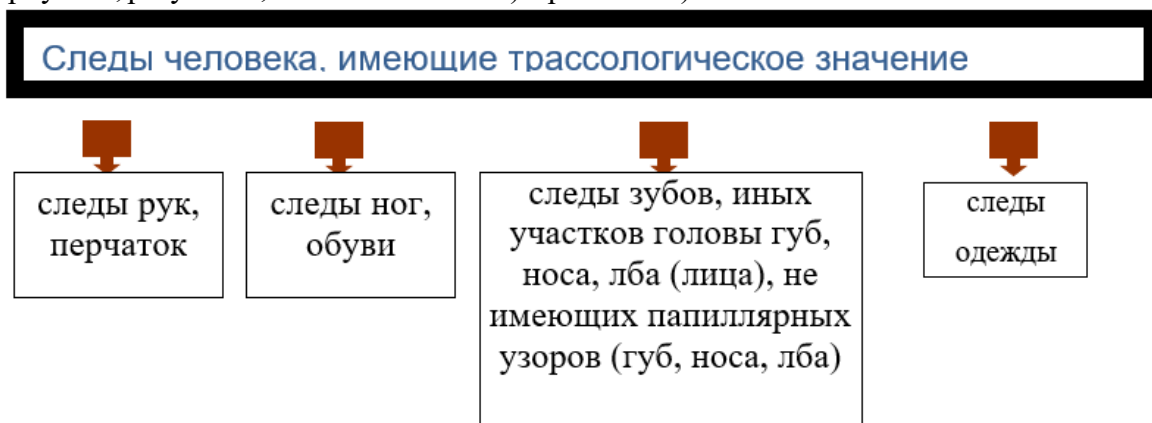 Следы человека, имеющие трассологическое значение
следы рук,
перчаток
следы ног,
обуви
следы зубов, иных
участков головы губ,
носа, лба (лица), не
имеющих папиллярных
узоров (губ, носа, лба)
следы
одежды